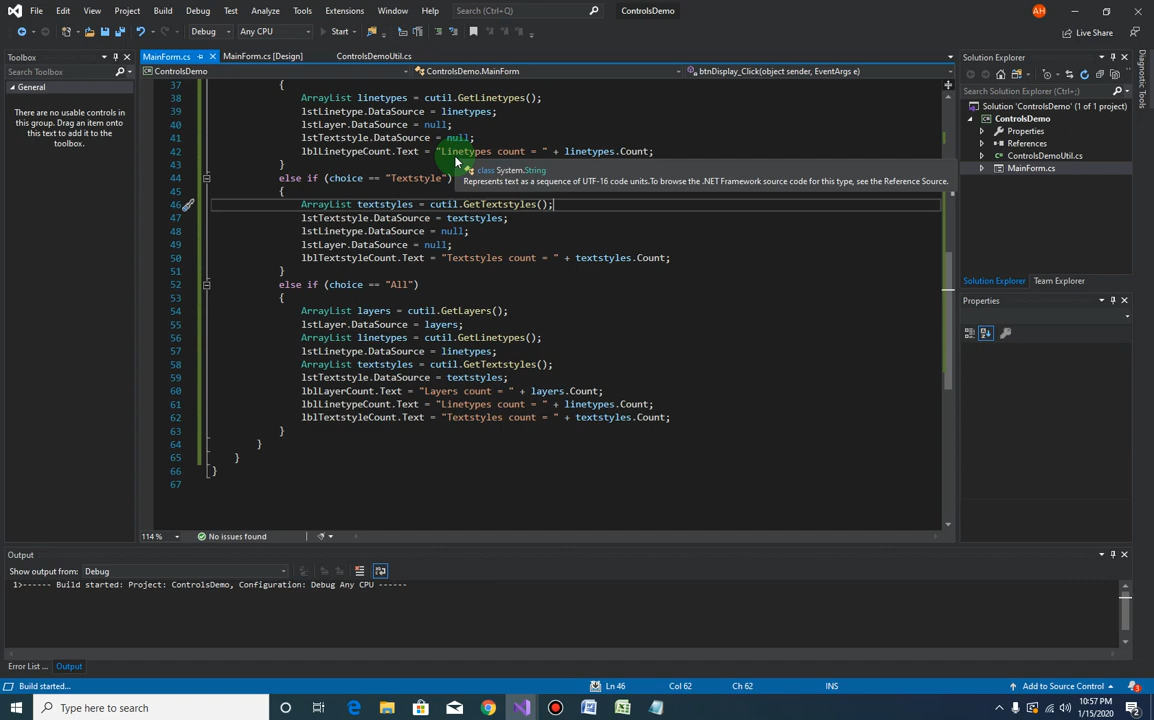 File Edit View Project Build Debug Test Analyze Tools Extensions Window Help Search (Ctrl+Q) ControlsDemo AH
Debug Any CPU Start Live Share
Toolbox MainForm.cs MainForm.cs [Design] ControlsDemoUtil.cs Solution Explorer
Search Toolbox ControlsDemo ControlsDemo.MainForm btnDisplay_Click(object sender, EventArgs e)
General
There are no usable controls in
this group. Drag an item onto
this text to add it to the
toolbox.
37 {
38 ArrayList linetypes = cutil.GetLinetypes();
39 lstLinetype.DataSource = linetypes;
40 lstLayer.DataSource = null;
41 lstTextstyle.DataSource = null;
42 lblLinetypeCount.Text = "Linetypes count = " + linetypes.Count;
43 }
class System.String
Represents text as a sequence of UTF-16 code units.To browse the .NET Framework source code for this type, see the Reference Source.
44 else if (choice == "Textstyle")
45 {
46 ArrayList textstyles = cutil.GetTextstyles();
47 lstTextstyle.DataSource = textstyles;
48 lstLinetype.DataSource = null;
49 lstLayer.DataSource = null;
50 lblTextstyleCount.Text = "Textstyles count = " + textstyles.Count;
51 }
52 else if (choice == "All")
53 {
54 ArrayList layers = cutil.GetLayers();
55 lstLayer.DataSource = layers;
56 ArrayList linetypes = cutil.GetLinetypes();
57 lstLinetype.DataSource = linetypes;
58 ArrayList textstyles = cutil.GetTextstyles();
59 lstTextstyle.DataSource = textstyles;
60 lblLayerCount.Text = "Layers count = " + layers.Count;
61 lblLinetypeCount.Text = "Linetypes count = " + linetypes.Count;
62 lblTextstyleCount.Text = "Textstyles count = " + textstyles.Count;
63 }
64 }
65 }
66 }
67
114 % No issues found
Search Solution Explorer (Ctrl+;)
Solution 'ControlsDemo' (1 of 1 project)
ControlsDemo
Properties
References
ControlsDemoUtil.cs
MainForm.cs
Solution Explorer Team Explorer
Properties
Diagnostic Tools
Output
Show output from: Debug
1>------ Build started: Project: ControlsDemo, Configuration: Debug Any CPU ------
Error List ... Output
Build started... Ln 46 Col 62 Ch 62 INS Add to Source Control 3
Type here to search 10:57 PM
1/15/2020 2